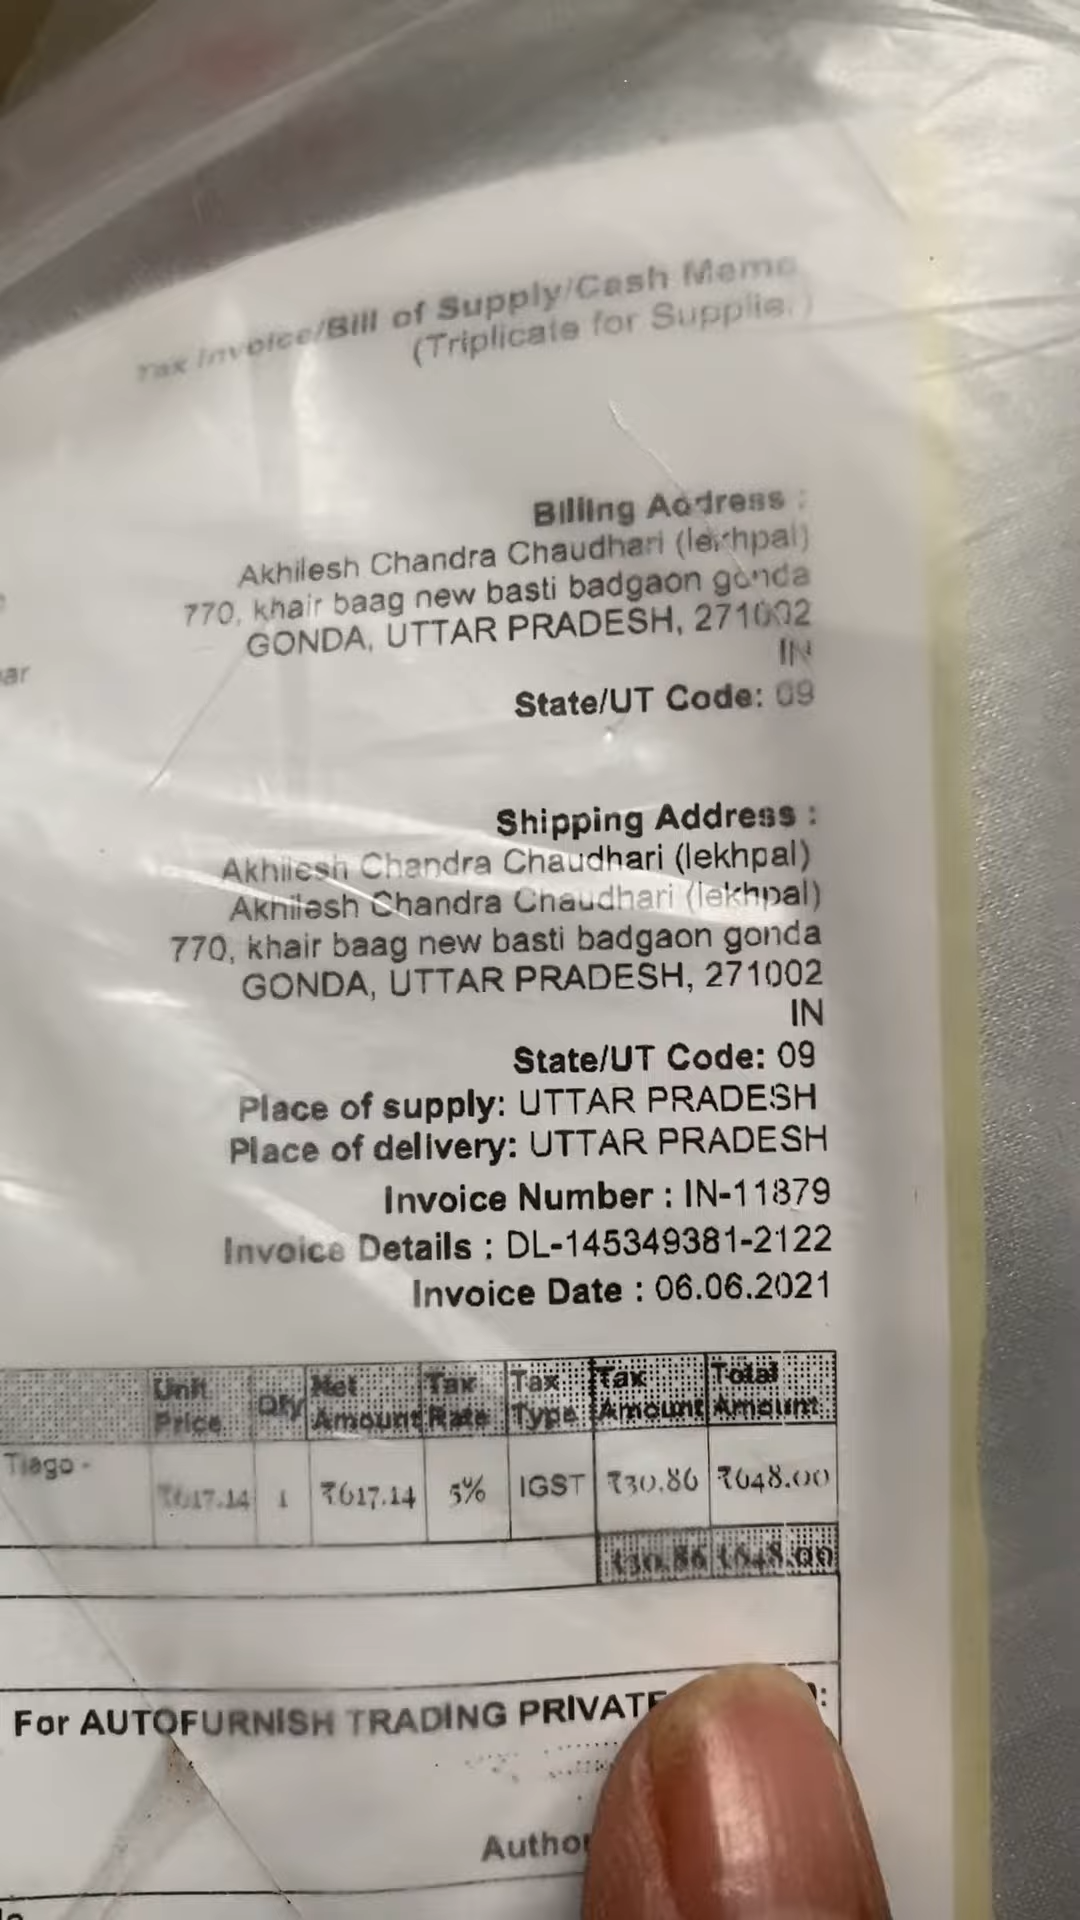 Tax Invoice/Bill of Supply/Cash Memo
(Triplicate for Supplie )
Billing Address :
Akhilesh Chandra Chaudhari (lekhpal)
770, khair baag new basti badgaon gonda
GONDA, UTTAR PRADESH, 271002
IN
ar
State/UT Code: 09
Shipping Address :
Akhilesh Chandra Chaudhari (lekhpal)
Akhilesh Chandra Chaudhari (lekhpal)
770, khair baag new basti badgaon gonda
GONDA, UTTAR PRADESH, 271002
IN
State/UT Code: 09
Place of supply: UTTAR PRADESH
Place of delivery: UTTAR PRADESH
Invoice Number : IN-11879
Invoice Details : DL-145349381-2122
Invoice Date : 06.06.2021
Unit Price Qty Net Amount Tax Rate Tax Type Tax Amount Total Amount
Tiago - ₹617.14 1 ₹617.14 5% IGST ₹30.86 ₹648.00
₹30.86 ₹648.00
For AUTOFURNISH TRADING PRIVATE
Author